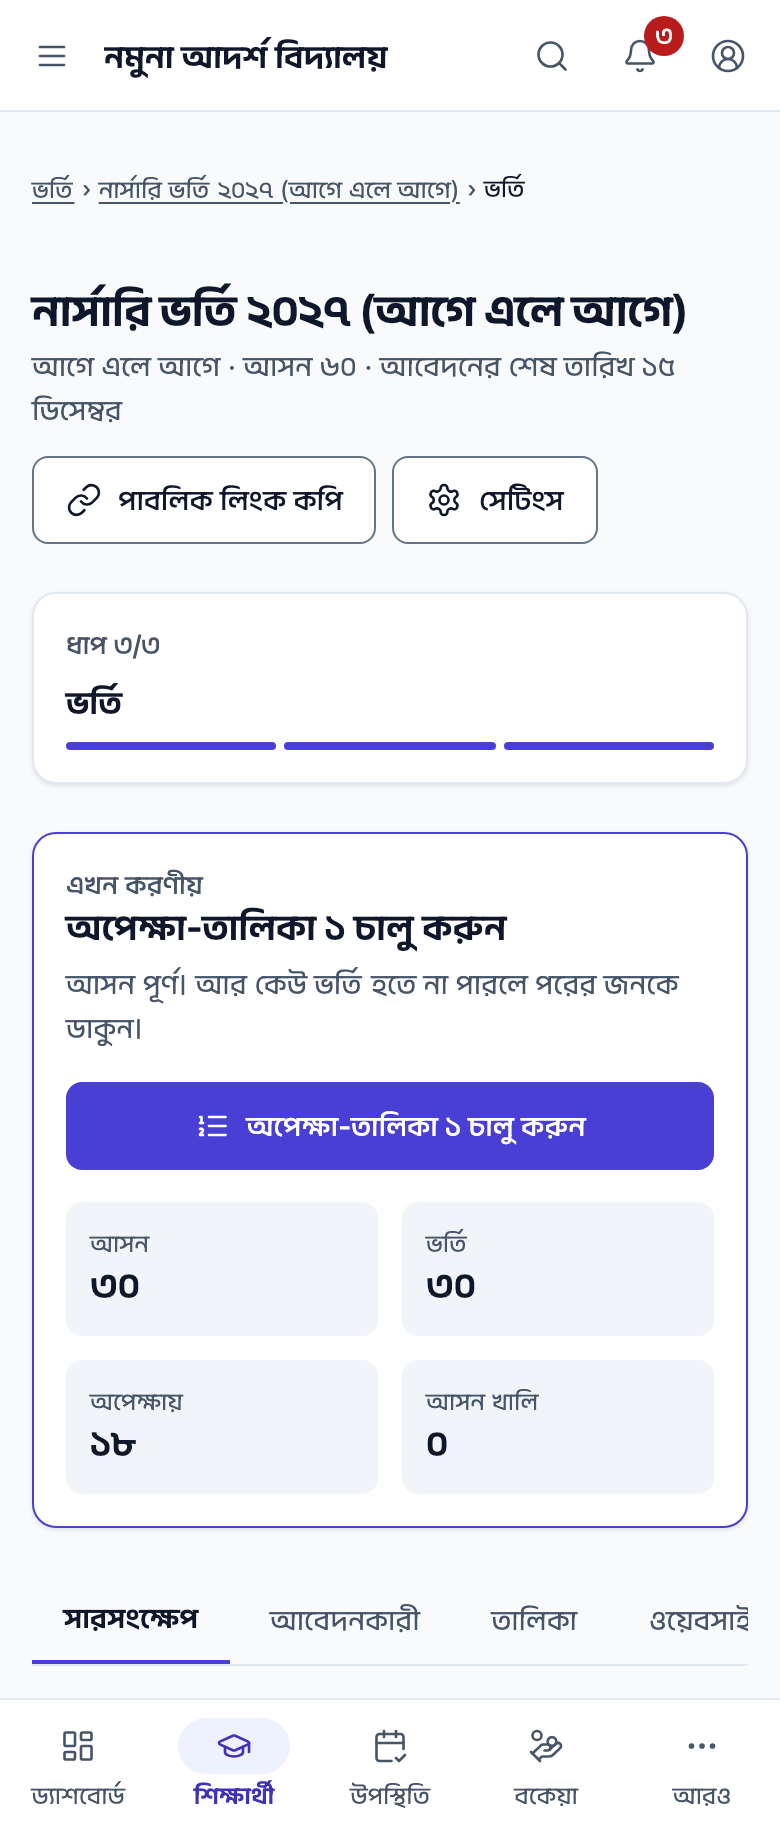 নমুনা আদর্শ বিদ্যালয়
৩
ভর্তি › নার্সারি ভর্তি ২০২৭ (আগে এলে আগে) › ভর্তি
নার্সারি ভর্তি ২০২৭ (আগে এলে আগে)
আগে এলে আগে · আসন ৬০ · আবেদনের শেষ তারিখ ১৫
ডিসেম্বর
পাবলিক লিংক কপি
সেটিংস
ধাপ ৩/৩
ভর্তি
এখন করণীয়
অপেক্ষা-তালিকা ১ চালু করুন
আসন পূর্ণ। আর কেউ ভর্তি হতে না পারলে পরের জনকে
ডাকুন।
অপেক্ষা-তালিকা ১ চালু করুন
আসন
৩০
ভর্তি
৩০
অপেক্ষায়
১৮
আসন খালি
০
সারসংক্ষেপ
আবেদনকারী
তালিকা
ওয়েবসাই
ড্যাশবোর্ড
শিক্ষার্থী
উপস্থিতি
বকেয়া
আরও